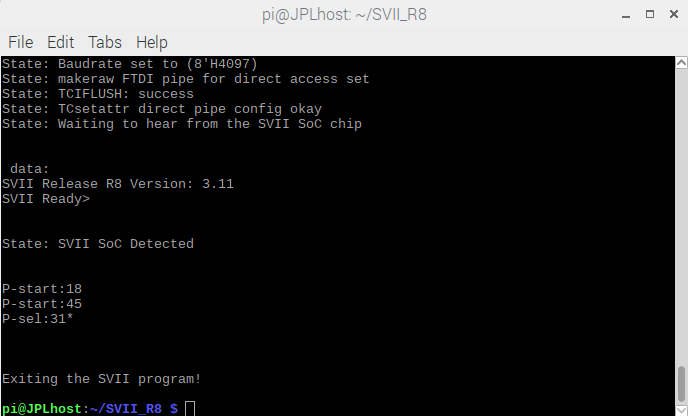 pi@JPLhost: ~/SVII_R8
File Edit Tabs Help
State: Baudrate set to (8'H4097)
State: makeraw FTDI pipe for direct access set
State: TCIFLUSH: success
State: TCsetattr direct pipe config okay
State: Waiting to hear from the SVII SoC chip
data:
SVII Release R8 Version: 3.11
SVII Ready>
State: SVII SoC Detected
P-start:18
P-start:45
P-sel:31*
Exiting the SVII program!
pi@JPLhost:~/SVII_R8 $